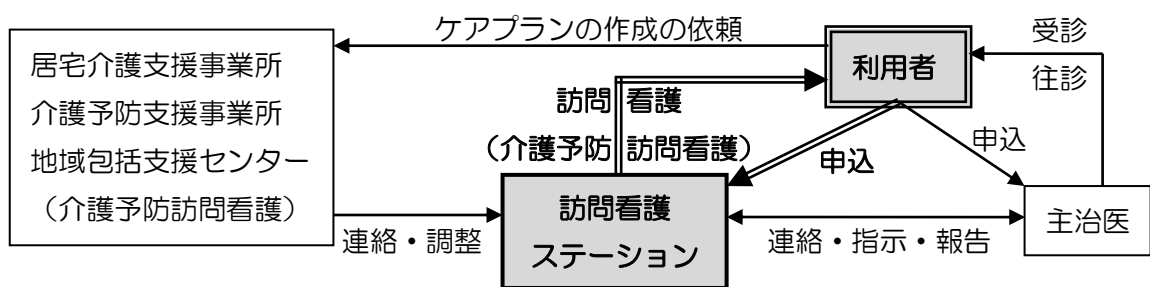 ケアプランの作成の依頼
居宅介護支援事業所
介護予防支援事業所
地域包括支援センター
（介護予防訪問看護）
利用者
受診
往診
訪問看護
（介護予防訪問看護）
申込
申込
訪問看護
ステーション
主治医
連絡・調整
連絡・指示・報告